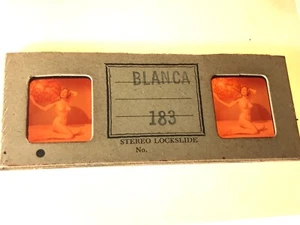 BLANCA
183
STEREO LOCKSLIDE
No.